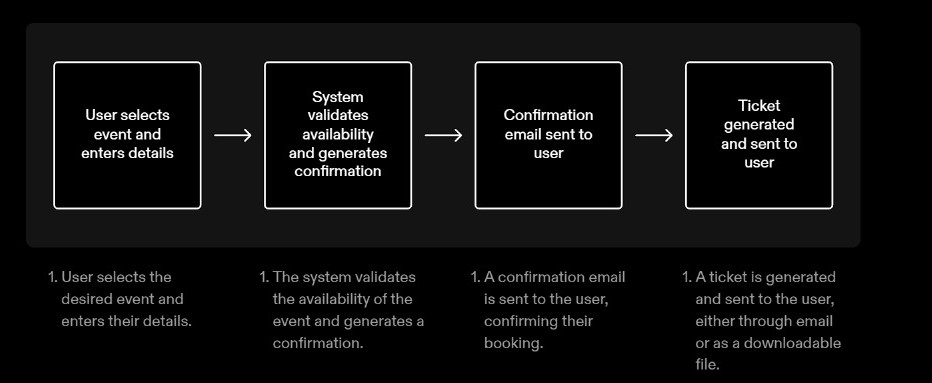 User selects
event and
enters details
System
validates
availability
and generates
confirmation
Confirmation
email sent to
user
Ticket
generated
and sent to
user
1. User selects the
desired event and
enters their details.
1. The system validates
the availability of the
event and generates a
confirmation.
1. A confirmation email
is sent to the user,
confirming their
booking.
1. A ticket is generated
and sent to the user,
either through email
or as a downloadable
file.